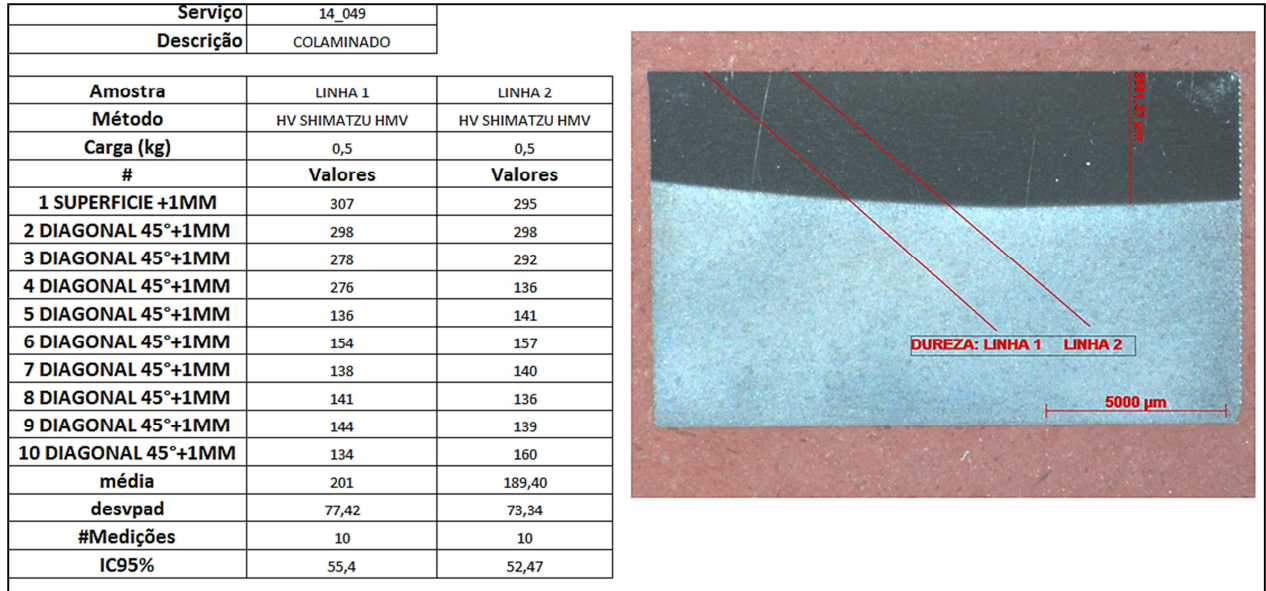 Serviço 14_049
Descrição COLAMINADO
Amostra LINHA 1 LINHA 2
Método HV SHIMATZU HMV HV SHIMATZU HMV
Carga (kg) 0,5 0,5
# Valores Valores
1 SUPERFICIE +1MM 307 295
2 DIAGONAL 45°+1MM 298 298
3 DIAGONAL 45°+1MM 278 292
4 DIAGONAL 45°+1MM 276 136
5 DIAGONAL 45°+1MM 136 141
6 DIAGONAL 45°+1MM 154 157
7 DIAGONAL 45°+1MM 138 140
8 DIAGONAL 45°+1MM 141 136
9 DIAGONAL 45°+1MM 144 139
10 DIAGONAL 45°+1MM 134 160
média 201 189,40
desvpad 77,42 73,34
#Medições 10 10
IC95% 55,4 52,47
µm
DUREZA: LINHA 1 LINHA 2
5000 µm